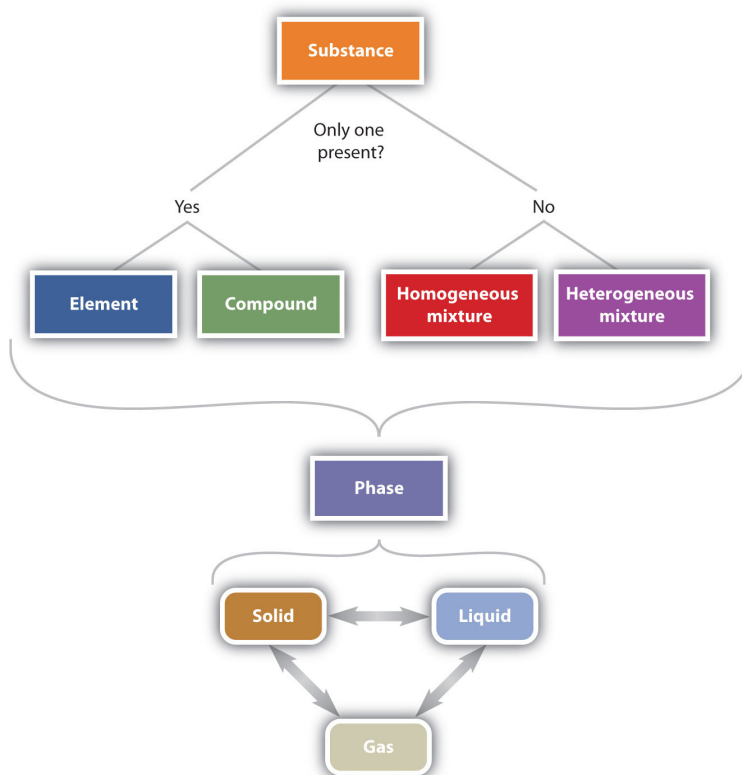 Substance
Only one
present?
Yes
No
Element
Compound
Homogeneous
mixture
Heterogeneous
mixture
Phase
Solid
Liquid
Gas